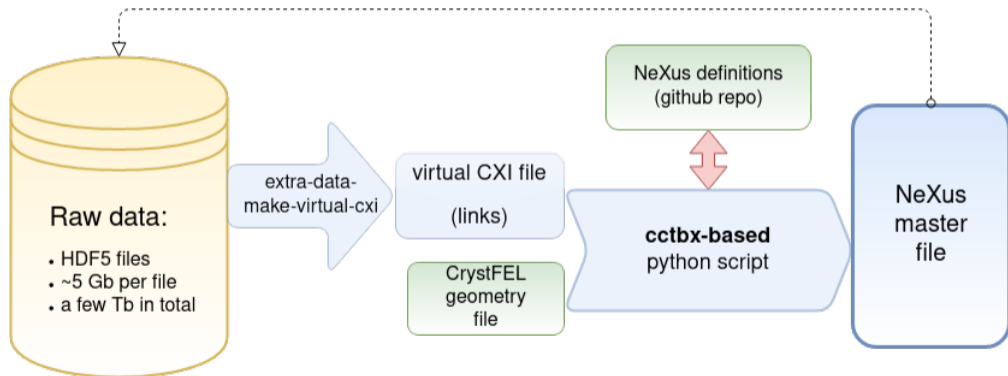 Raw data:
• HDF5 files
• ~5 Gb per file
• a few Tb in total
extra-data-
make-virtual-cxi
virtual CXI file
(links)
CrystFEL
geometry
file
NeXus definitions
(github repo)
cctbx-based
python script
NeXus
master
file